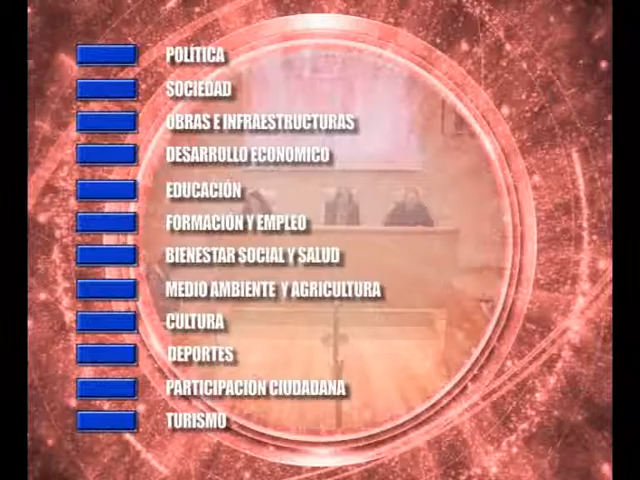 POLÍTICA
SOCIEDAD
OBRAS E INFRAESTRUCTURAS
DESARROLLO ECONOMICO
EDUCACIÓN
FORMACIÓN Y EMPLEO
BIENESTAR SOCIAL Y SALUD
MEDIO AMBIENTE Y AGRICULTURA
CULTURA
DEPORTES
PARTICIPACION CIUDADANA
TURISMO